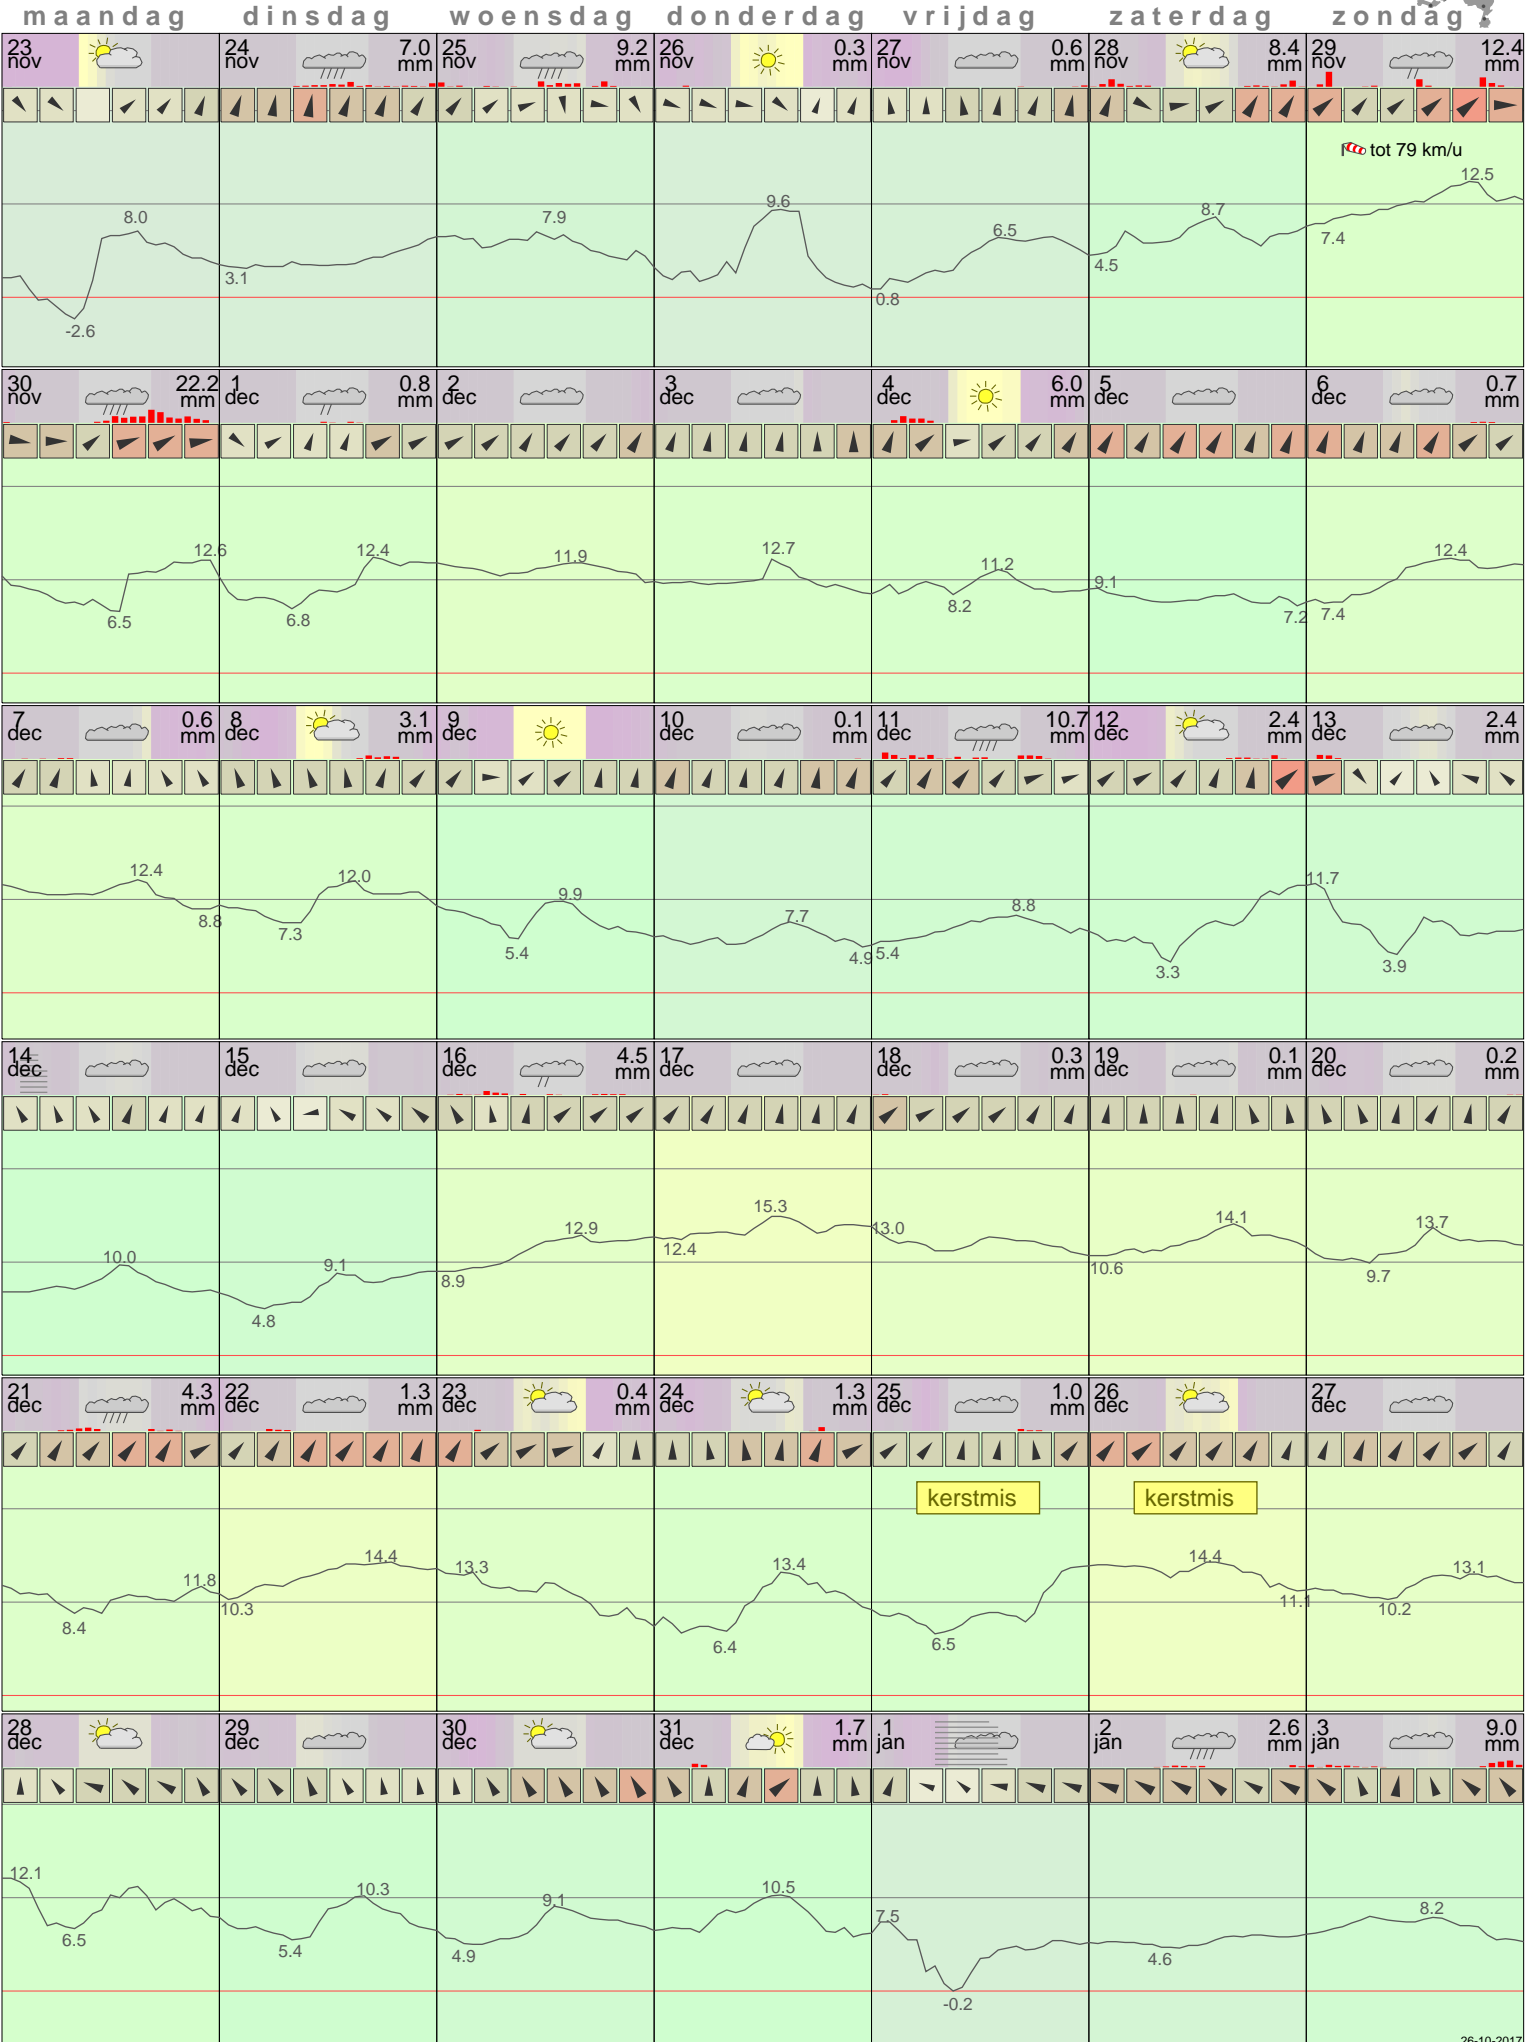 maandag dinsdag woensdag donderdag vrijdag zaterdag zondag
23 24 7.0 25 9.2 26 0.3 27 0.6 28 8.4 29 12.4
nov nov mm nov mm nov mm nov mm nov mm nov mm
tot 79 km/u
8.0 7.9 9.6 6.5 8.7 12.5
-2.6 3.1 0.8 4.5 7.4
30 22.2 1 0.8 2 3 4 6.0 5 6 0.7
nov mm dec mm dec dec dec mm dec dec mm
12.6 12.4 11.9 12.7 11.2 9.1 12.4
6.5 6.8 8.2 7.2 7.4
7 0.6 8 3.1 9 10 0.1 11 10.7 12 2.4 13 2.4
dec mm dec mm dec dec mm dec mm dec mm dec mm
12.4 12.0 9.9 7.7 8.8 11.7
8.8 7.3 5.4 4.9 5.4 3.3 3.9
14 15 16 4.5 17 18 0.3 19 0.1 20 0.2
dec dec dec mm dec dec mm dec mm dec mm
10.0 9.1 12.9 15.3 13.0 14.1 13.7
4.8 8.9 12.4 10.6 9.7
21 4.3 22 1.3 23 0.4 24 1.3 25 1.0 26 27
dec mm dec mm dec mm dec mm dec mm dec dec
kerstmis kerstmis
11.8 14.4 13.3 13.4 14.4 13.1
8.4 10.3 6.4 6.5 11.1 10.2
28 29 30 31 1.7 1 2 2.6 3 9.0
dec dec dec dec mm jan jan mm jan mm
12.1 10.3 9.1 10.5 7.5 8.2
6.5 5.4 4.9 -0.2 4.6
26-10-2017